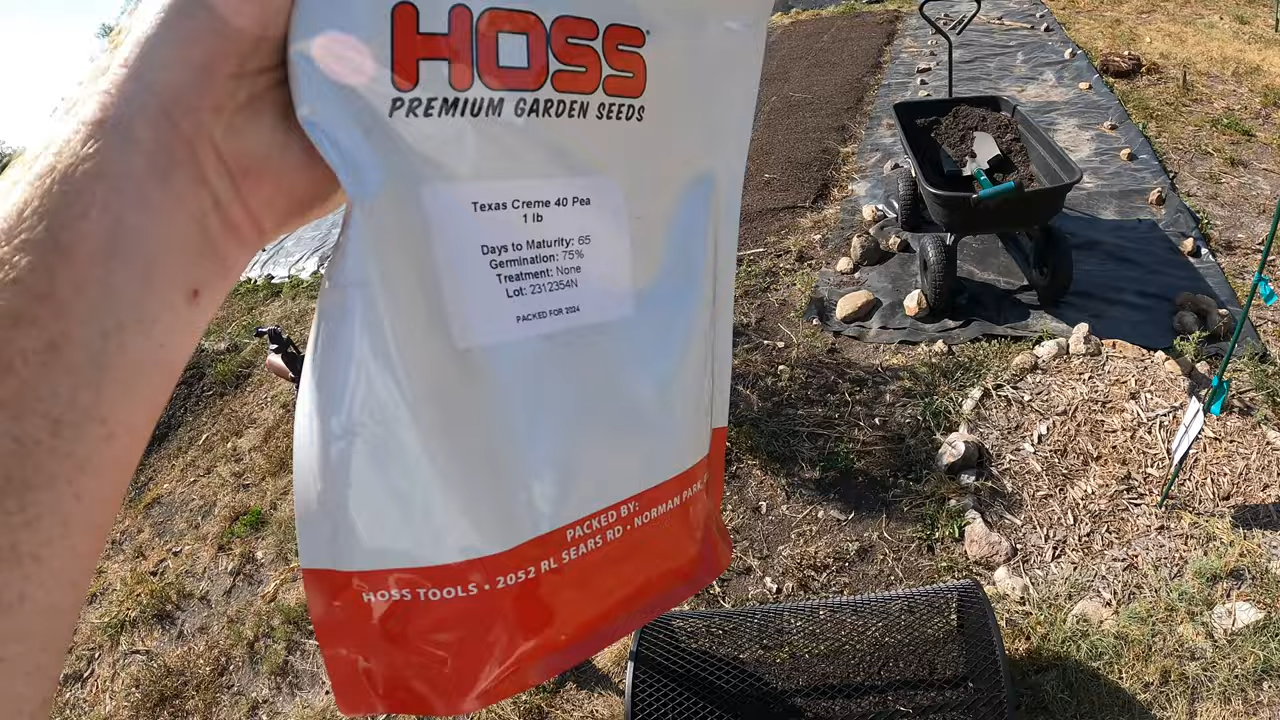 HOSS
PREMIUM GARDEN SEEDS
Texas Creme 40 Pea
1 lb
Days to Maturity: 65
Germination: 75%
Treatment: None
Lot: 2312354N
PACKED FOR 2024
PACKED BY:
HOSS TOOLS • 2052 RL SEARS RD • NORMAN PARK,